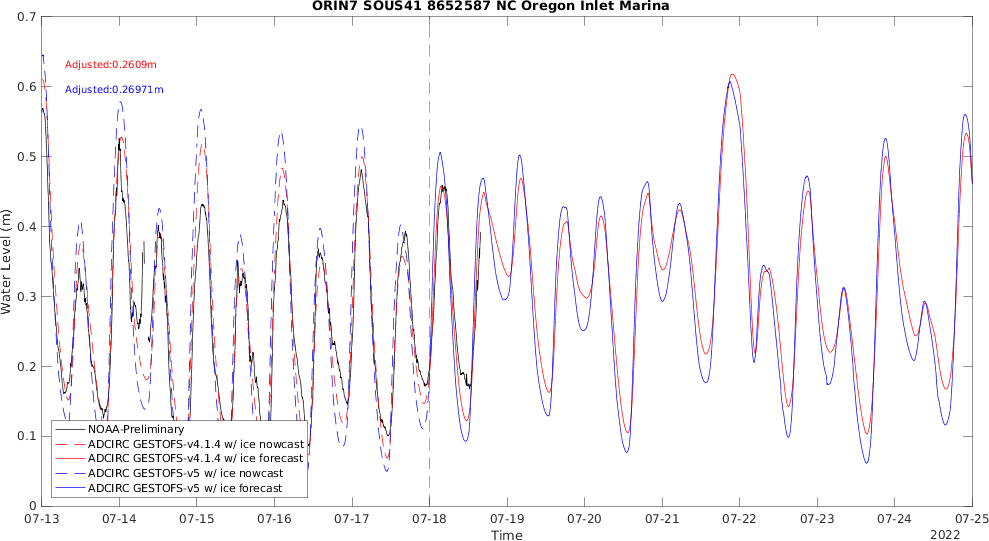 ORIN7 SOUS41 8652587 NC Oregon Inlet Marina
0.7
0.6
0.5
0.4
0.3
0.2
0.1
0
Water Level (m)
Adjusted:0.2609m
Adjusted:0.26971m
NOAA-Preliminary
ADCIRC GESTOFS-v4.1.4 w/ ice nowcast
ADCIRC GESTOFS-v4.1.4 w/ ice forecast
ADCIRC GESTOFS-v5 w/ ice nowcast
ADCIRC GESTOFS-v5 w/ ice forecast
07-13 07-14 07-15 07-16 07-17 07-18 07-19 07-20 07-21 07-22 07-23 07-24 07-25
Time
2022